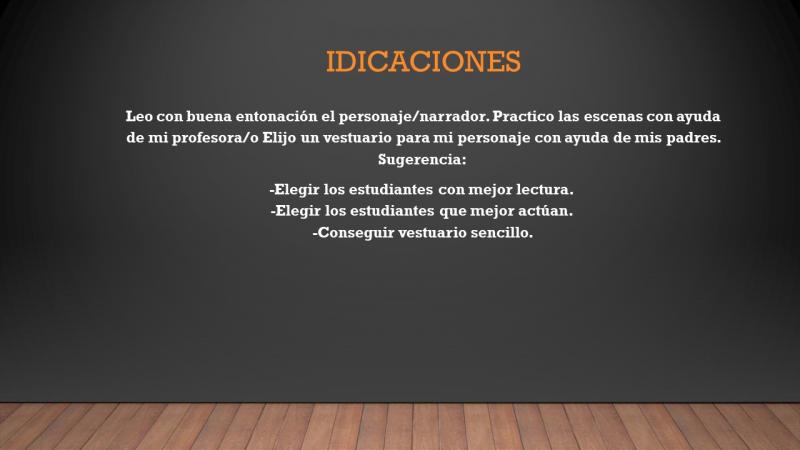 IDICACIONES
Leo con buena entonación el personaje/narrador. Practico las escenas con ayuda
de mi profesora/o Elijo un vestuario para mi personaje con ayuda de mis padres.
Sugerencia:
-Elegir los estudiantes con mejor lectura.
-Elegir los estudiantes que mejor actúan.
-Conseguir vestuario sencillo.